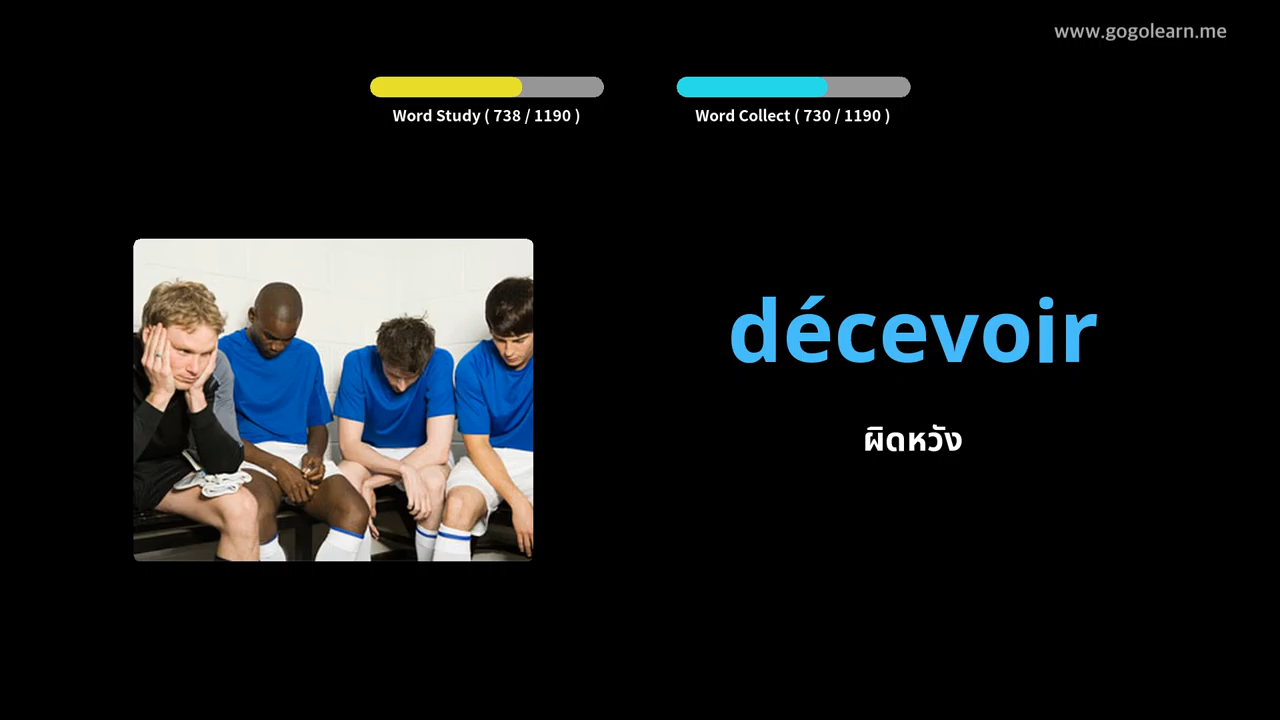 www.gogolearn.me
Word Study ( 738 / 1190 )
Word Collect ( 730 / 1190 )
décevoir
ผิดหวัง